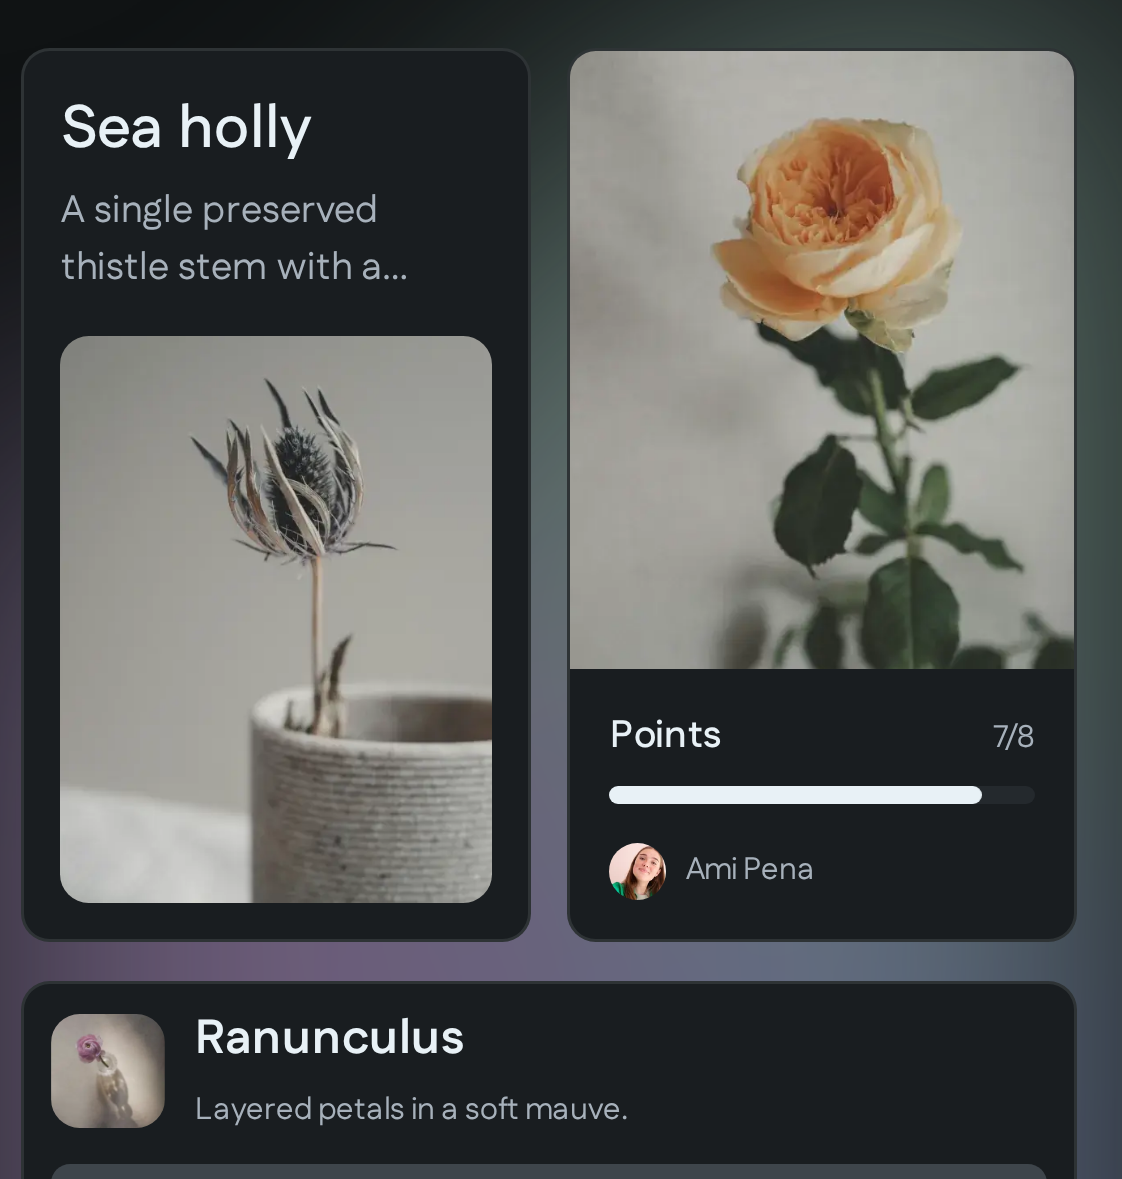 Sea holly
A single preserved
thistle stem with a...
Points
7/8
Ami Pena
Ranunculus
Layered petals in a soft mauve.